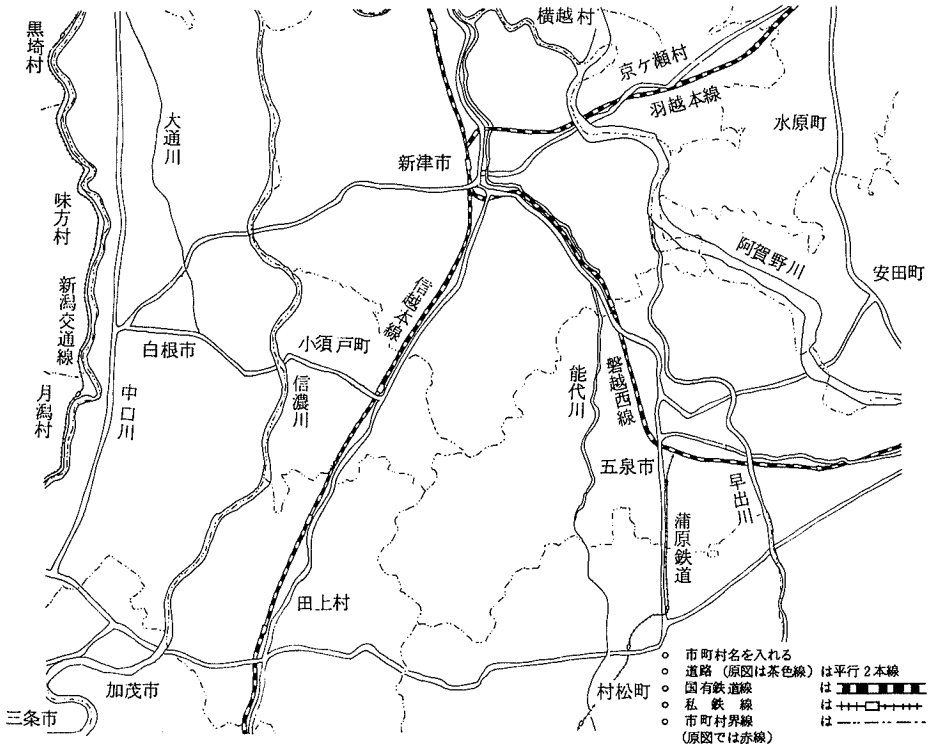 横越村
黒埼村
京ケ瀬村
羽越本線
大通川
水原町
新津市
味方村
阿賀野川
安田町
新潟交通線
信越本線
白根市
小須戸町
磐越西線
能代川
月潟村
中口川
信濃川
五泉市
早出川
蒲原鉄道
田上村
加茂市
村松町
三条市
○ 市町村名を入れる
○ 道路（原図は茶色線）は平行2本線
○ 国有鉄道線 は
○ 私鉄線 は
○ 市町村界線 は
(原図では赤線)